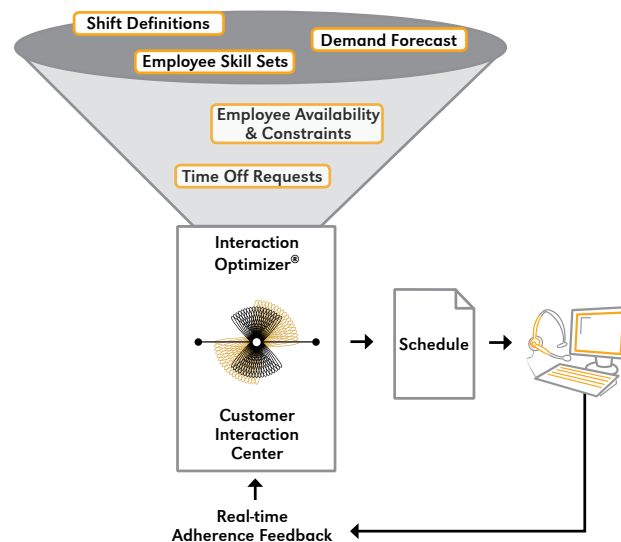 Shift Definitions
Demand Forecast
Employee Skill Sets
Employee Availability
& Constraints
Time Off Requests
Interaction
Optimizer®
Schedule
Customer
Interaction
Center
Real-time
Adherence Feedback